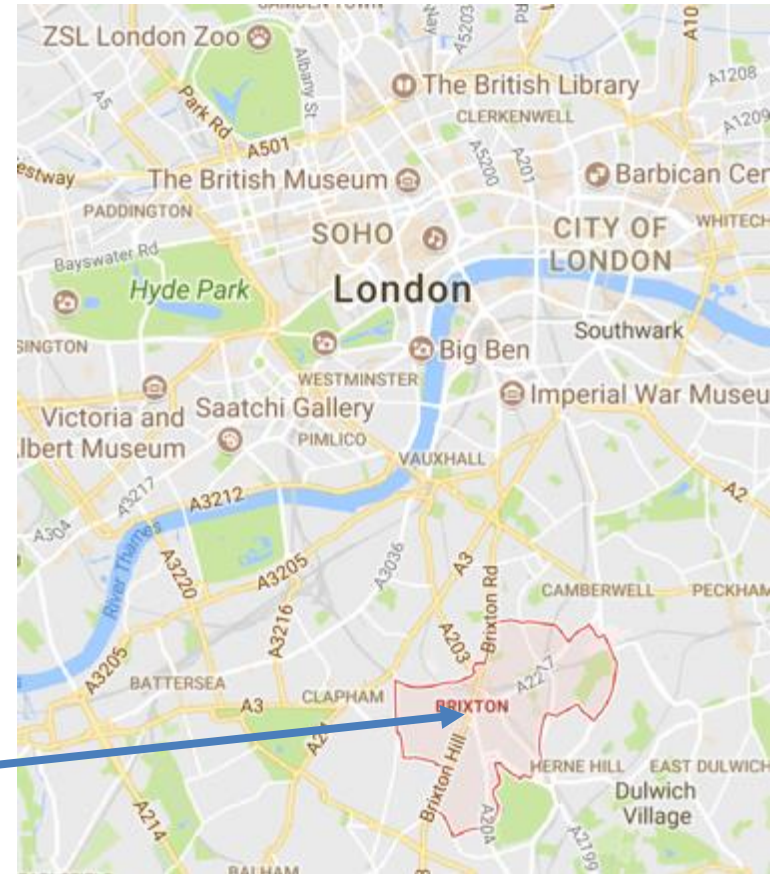 CAMDEN TOWN
ZSL London Zoo
A5203
Rd
A10
Albany St
The British Library
A1208
A5
Park Rd
CLERKENWELL
A1209
A501
A5200
A201
estway
The British Museum
Barbican Cen
PADDINGTON
SOHO
CITY OF
LONDON
WHITECH
Bayswater Rd
Hyde Park
London
Southwark
SINGTON
Big Ben
WESTMINSTER
Imperial War Museu
Victoria and
lbert Museum
Saatchi Gallery
PIMLICO
VAUXHALL
A3217
A3212
A2
A304
River Thames
A3220
A3205
A3036
A3
CAMBERWELL
PECKHAM
A3216
A203
Brixton Rd
A3205
BATTERSEA
CLAPHAM
A2217
A3
BRIXTON
Brixton Hill
HERNE HILL
EAST DULWICH
Dulwich
Village
A214
A204
A2199
BALHAM